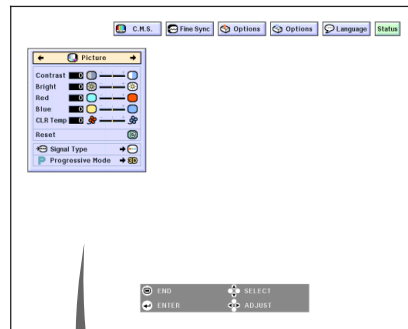 C.M.S. Fine Sync Options Options Language Status
Picture
Contrast 0
Bright 0
Red 0
Blue 0
CLR Temp 0
Reset
Signal Type
Progressive Mode
END SELECT
ENTER ADJUST